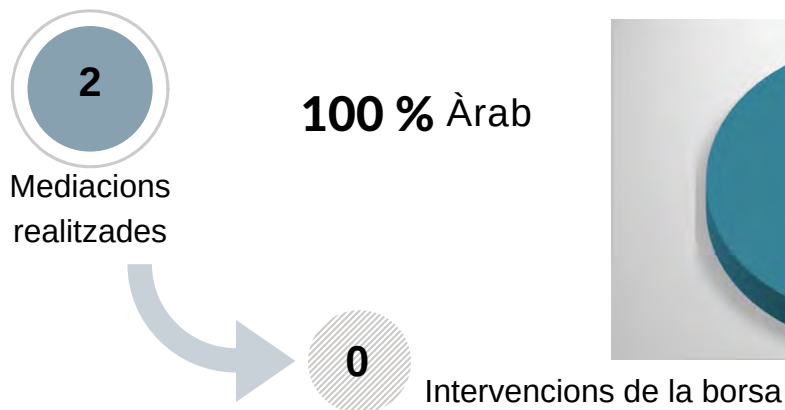 2
Mediacions
realitzades
100 % Àrab
0
Intervencions de la borsa